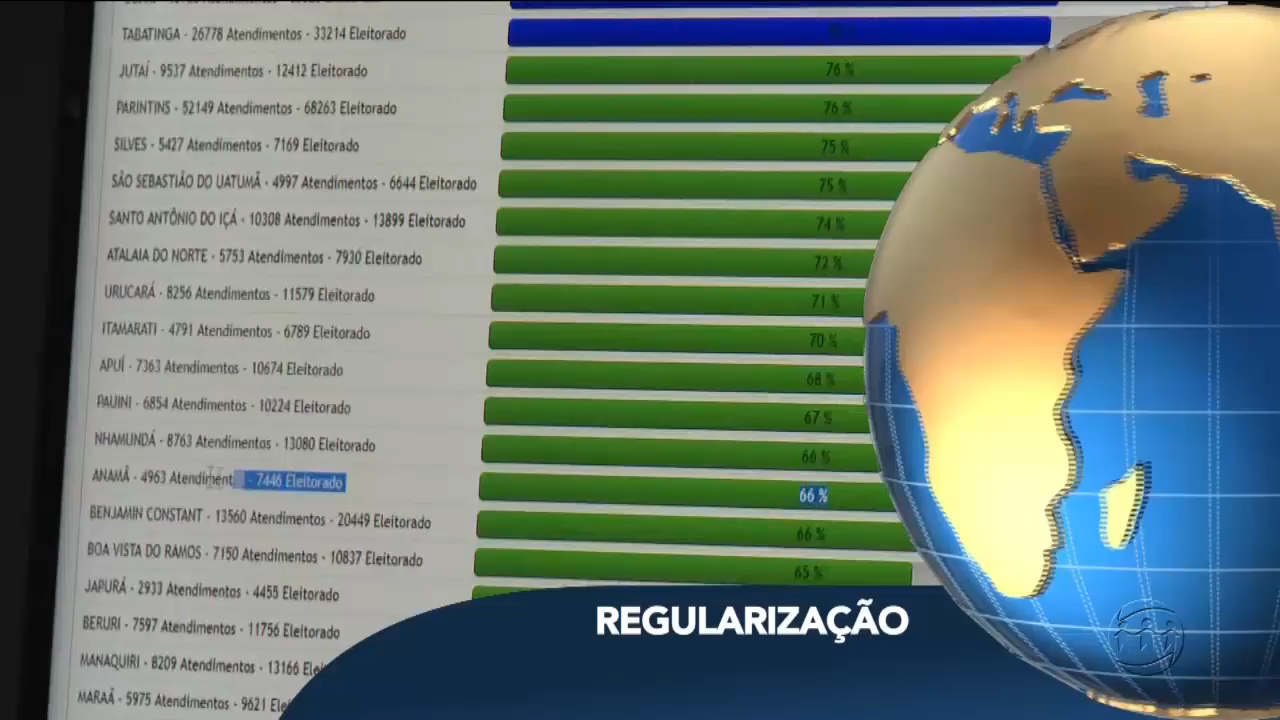 TABATINGA - 26778 Atendimentos - 33214 Eleitorado
JUTAÍ - 9537 Atendimentos - 12412 Eleitorado 76 %
PARINTINS - 52149 Atendimentos - 68263 Eleitorado 76 %
SILVES - 5427 Atendimentos - 7169 Eleitorado 75 %
SÃO SEBASTIÃO DO UATUMÃ - 4997 Atendimentos - 6644 Eleitorado 75 %
SANTO ANTÔNIO DO IÇÁ - 10308 Atendimentos - 13899 Eleitorado 74 %
ATALAIA DO NORTE - 5753 Atendimentos - 7930 Eleitorado 72 %
URUCARÁ - 8256 Atendimentos - 11579 Eleitorado 71 %
ITAMARATI - 4791 Atendimentos - 6789 Eleitorado 70 %
APUÍ - 7363 Atendimentos - 10674 Eleitorado 68 %
PAUINI - 6854 Atendimentos - 10224 Eleitorado 67 %
NHAMUNDÁ - 8763 Atendimentos - 13080 Eleitorado 66 %
ANAMÃ - 4963 Atendiment - 7446 Eleitorado 66 %
BENJAMIN CONSTANT - 13560 Atendimentos - 20449 Eleitorado 66 %
BOA VISTA DO RAMOS - 7150 Atendimentos - 10837 Eleitorado 65 %
JAPURÁ - 2933 Atendimentos - 4455 Eleitorado
BERURI - 7597 Atendimentos - 11756 Eleitorado
MANAQUIRI - 8209 Atendimentos - 13166 Elei
MARAÃ - 5975 Atendimentos - 9621 Ele
REGULARIZAÇÃO